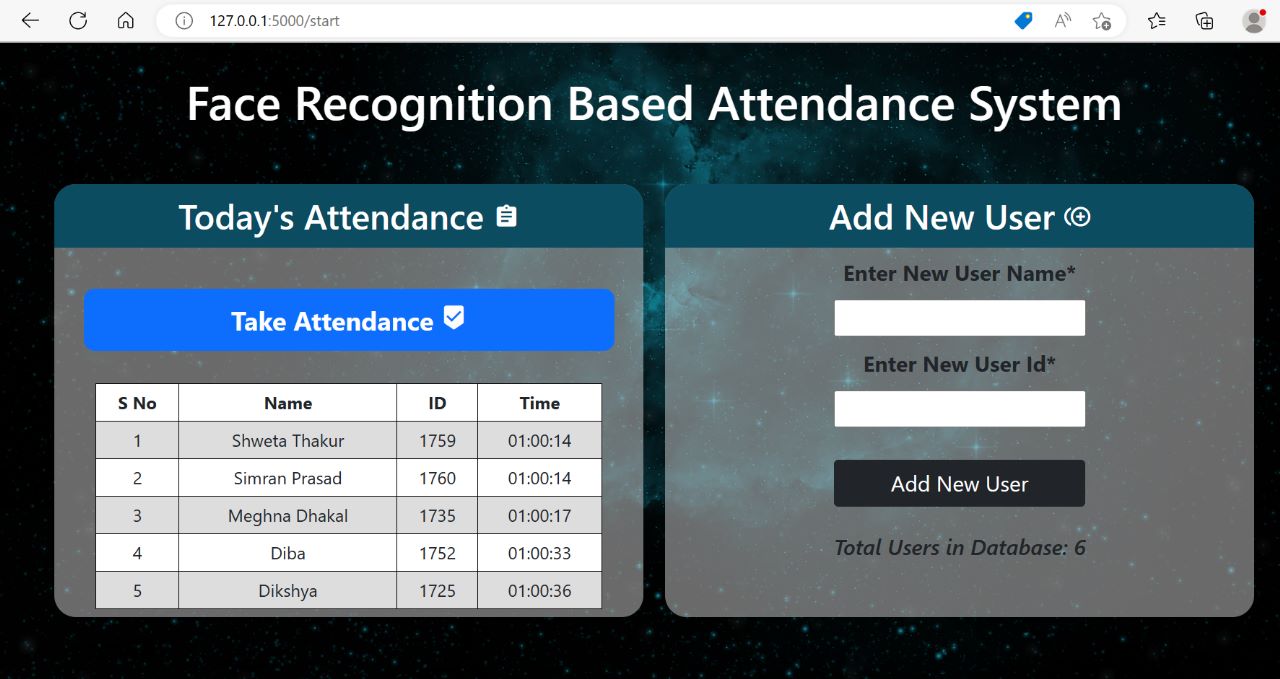 127.0.0.1:5000/start
Face Recognition Based Attendance System
Today's Attendance
Take Attendance
S No Name ID Time
1 Shweta Thakur 1759 01:00:14
2 Simran Prasad 1760 01:00:14
3 Meghna Dhakal 1735 01:00:17
4 Diba 1752 01:00:33
5 Dikshya 1725 01:00:36
Add New User
Enter New User Name*
Enter New User Id*
Add New User
Total Users in Database: 6